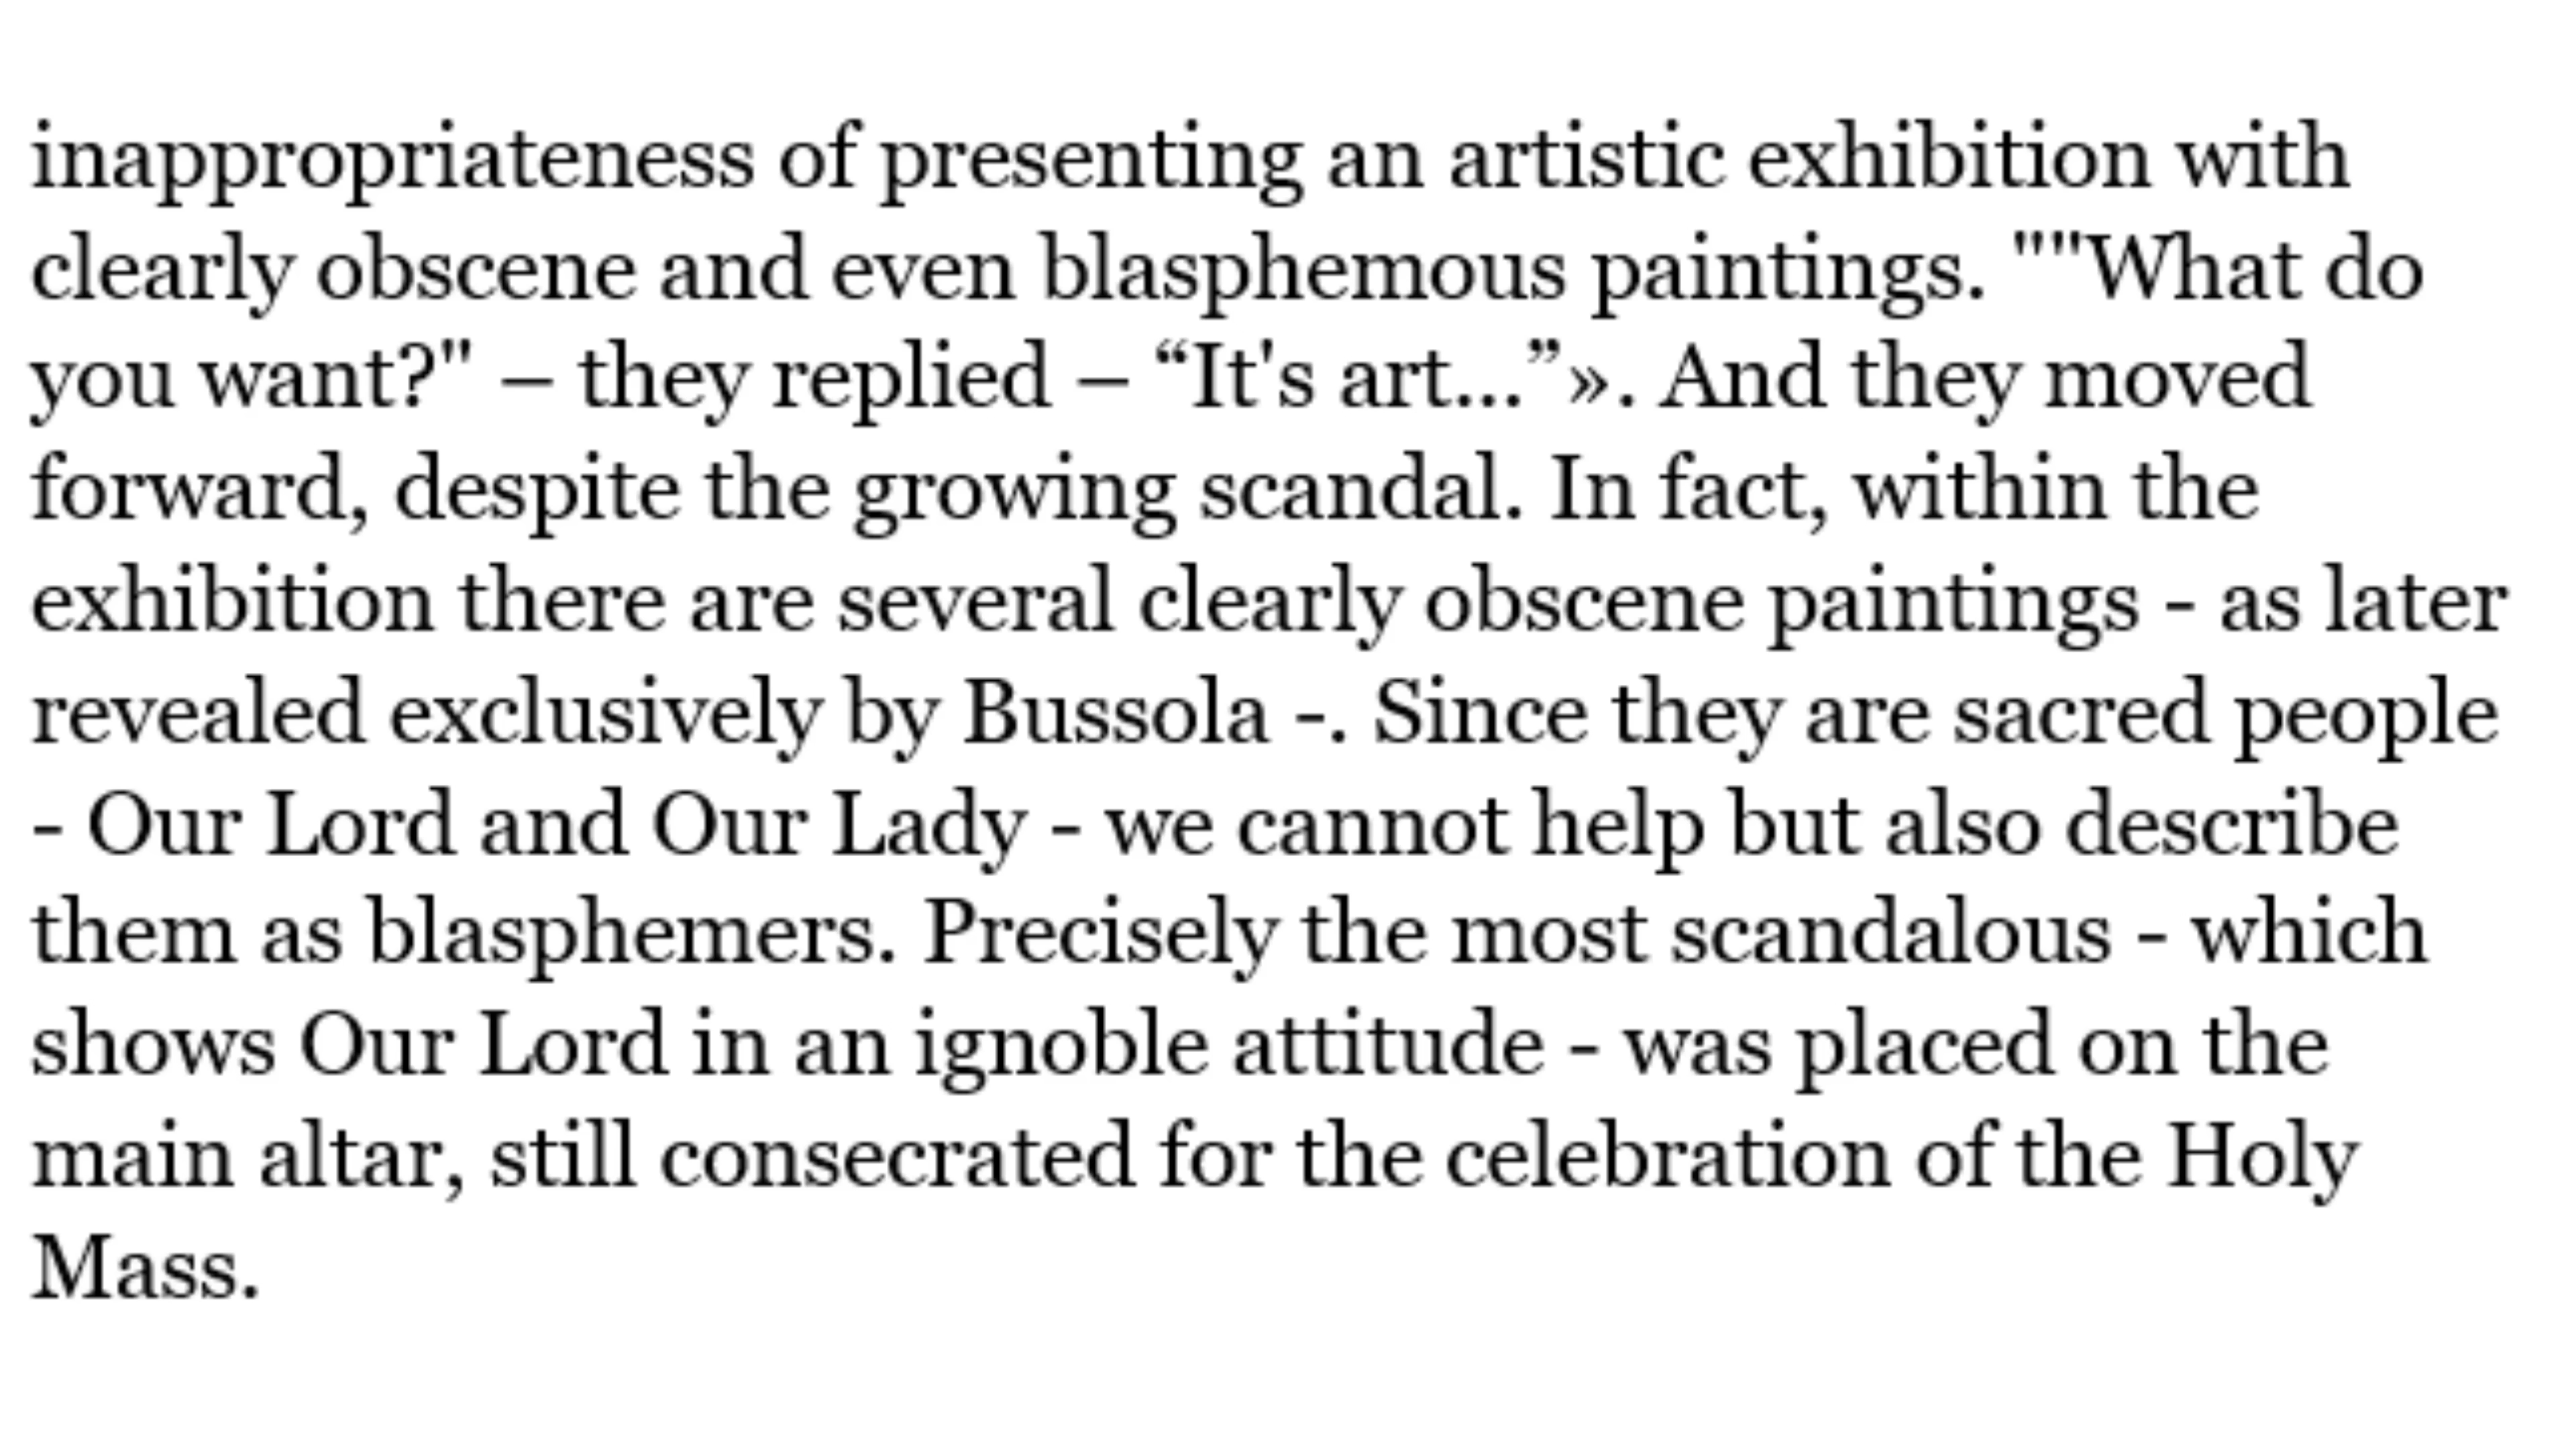 inappropriateness of presenting an artistic exhibition with
clearly obscene and even blasphemous paintings. ""What do
you want?" – they replied – “It's art...”». And they moved
forward, despite the growing scandal. In fact, within the
exhibition there are several clearly obscene paintings - as later
revealed exclusively by Bussola -. Since they are sacred people
- Our Lord and Our Lady - we cannot help but also describe
them as blasphemers. Precisely the most scandalous - which
shows Our Lord in an ignoble attitude - was placed on the
main altar, still consecrated for the celebration of the Holy
Mass.